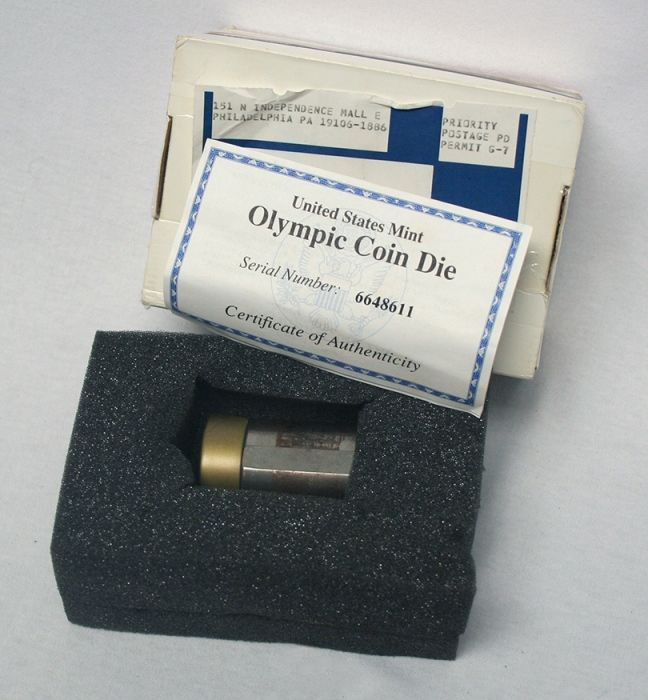 151 N INDEPENDENCE MALL E
PHILADELPHIA PA 19106-1886
PRIORITY
POSTAGE PD
PERMIT G-7
United States Mint
Olympic Coin Die
Serial Number: 6648611
Certificate of Authenticity